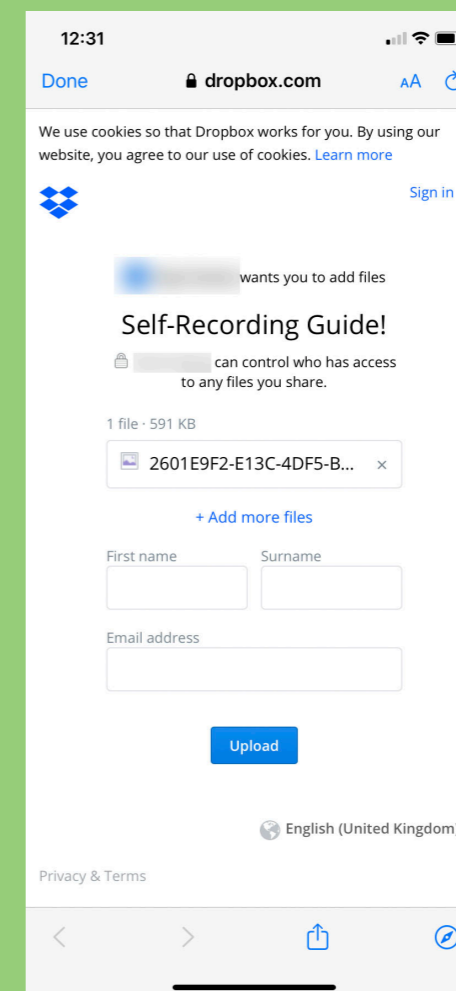 12:31
Done
dropbox.com
AA
We use cookies so that Dropbox works for you. By using our
website, you agree to our use of cookies. Learn more
Sign in
wants you to add files
Self-Recording Guide!
can control who has access
to any files you share.
1 file · 591 KB
2601E9F2-E13C-4DF5-B... ×
+ Add more files
First name
Surname
Email address
Upload
English (United Kingdom)
Privacy & Terms